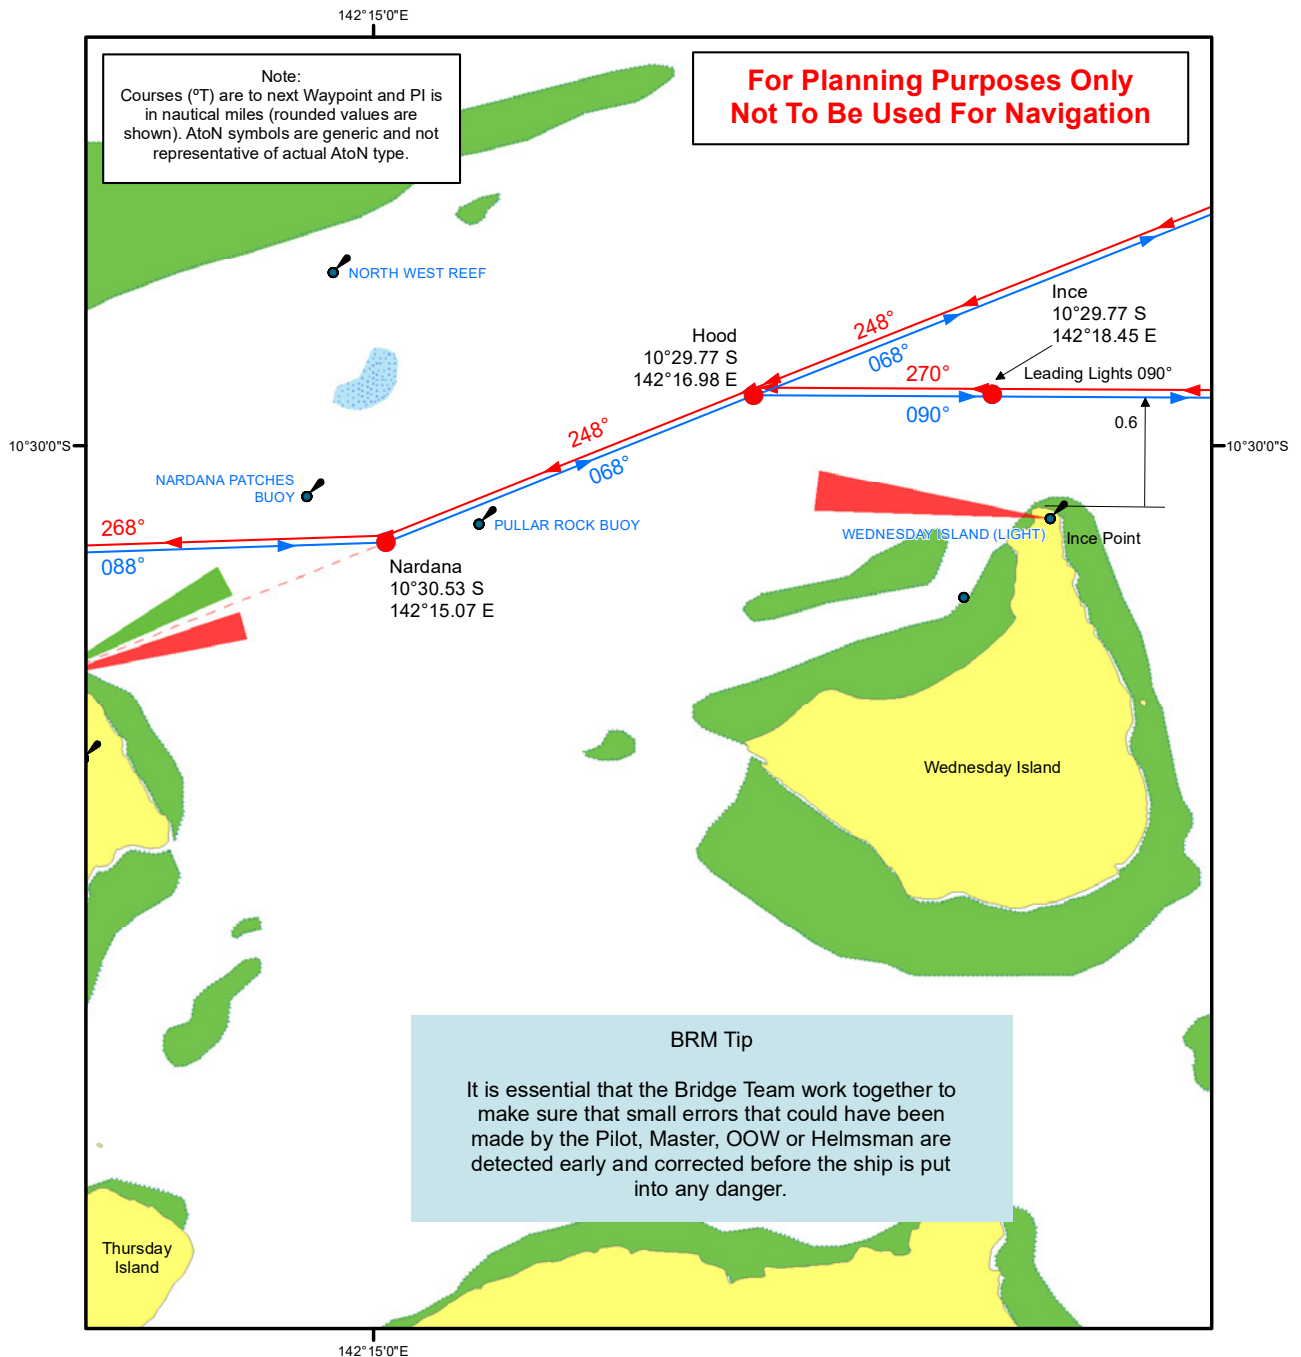 142°15'0"E
Note:
Courses (ºT) are to next Waypoint and PI is
in nautical miles (rounded values are
shown). AtoN symbols are generic and not
representative of actual AtoN type.
For Planning Purposes Only
Not To Be Used For Navigation
NORTH WEST REEF
Ince
10°29.77 S
142°18.45 E
Hood
10°29.77 S
142°16.98 E
248°
068°
270°
Leading Lights 090°
090°
0.6
10°30'0"S
10°30'0"S
248°
068°
NARDANA PATCHES
BUOY
PULLAR ROCK BUOY
268°
088°
WEDNESDAY ISLAND (LIGHT)
Ince Point
Nardana
10°30.53 S
142°15.07 E
Wednesday Island
BRM Tip
It is essential that the Bridge Team work together to
make sure that small errors that could have been
made by the Pilot, Master, OOW or Helmsman are
detected early and corrected before the ship is put
into any danger.
Thursday
Island
142°15'0"E